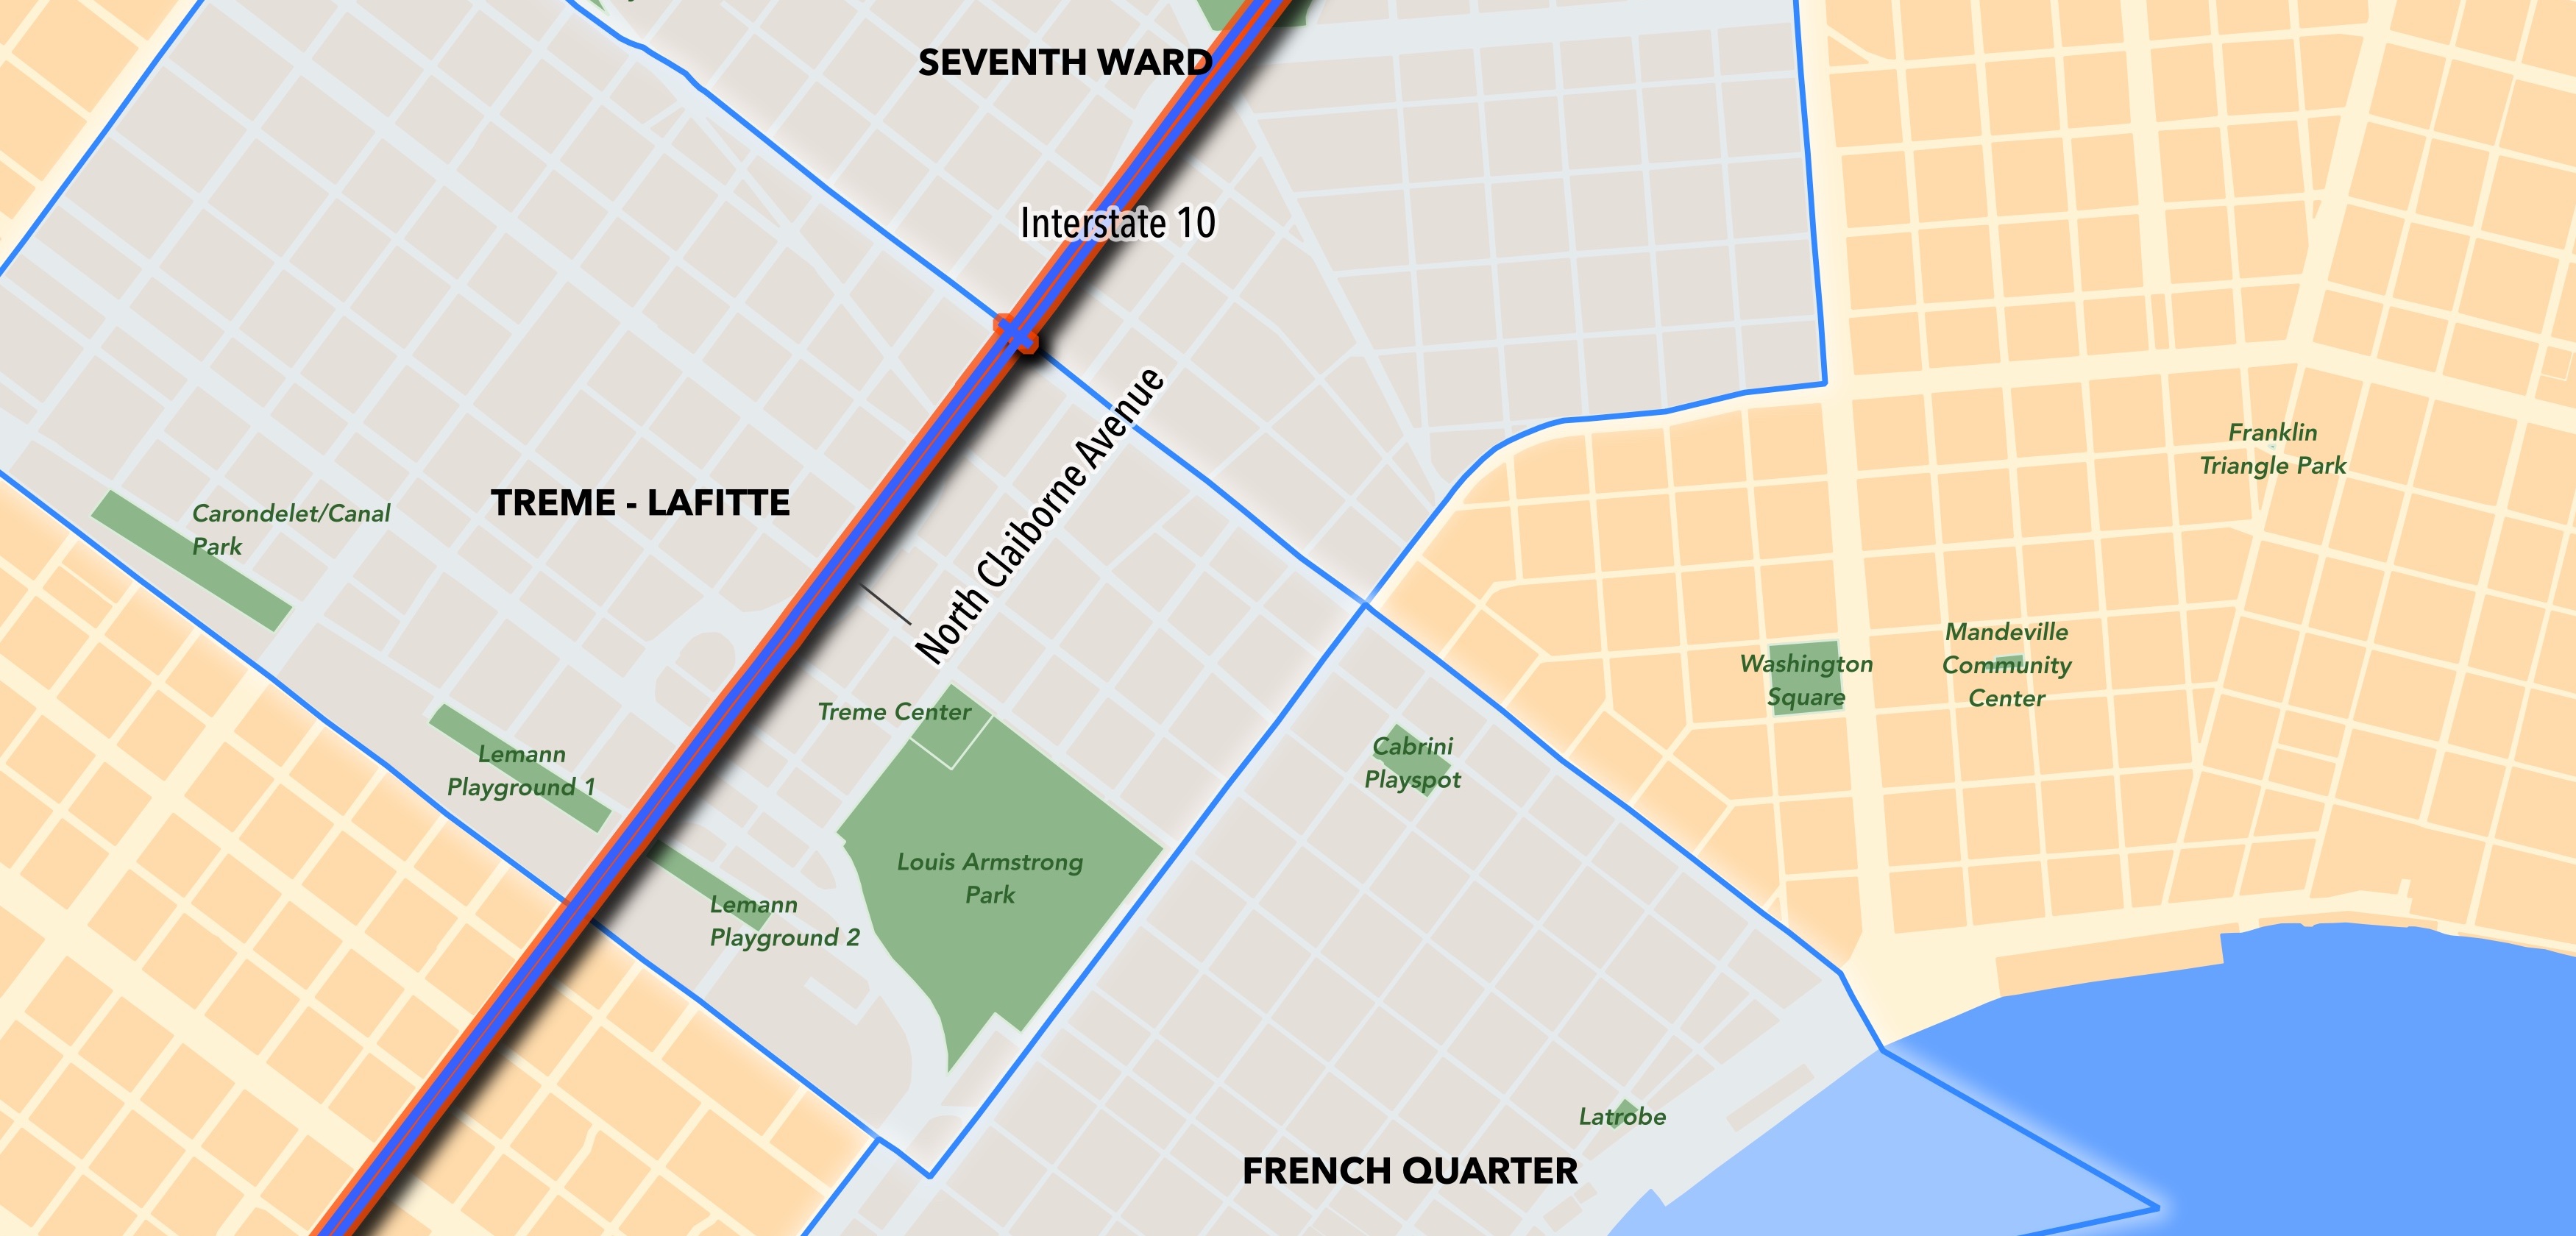 SEVENTH WARD
Interstate 10
North Claiborne Avenue
Franklin
Triangle Park
TREME - LAFITTE
Carondelet/Canal
Park
Mandeville
Community
Center
Washington
Square
Treme Center
Cabrini
Playspot
Lemann
Playground 1
Louis Armstrong
Park
Lemann
Playground 2
Latrobe
FRENCH QUARTER